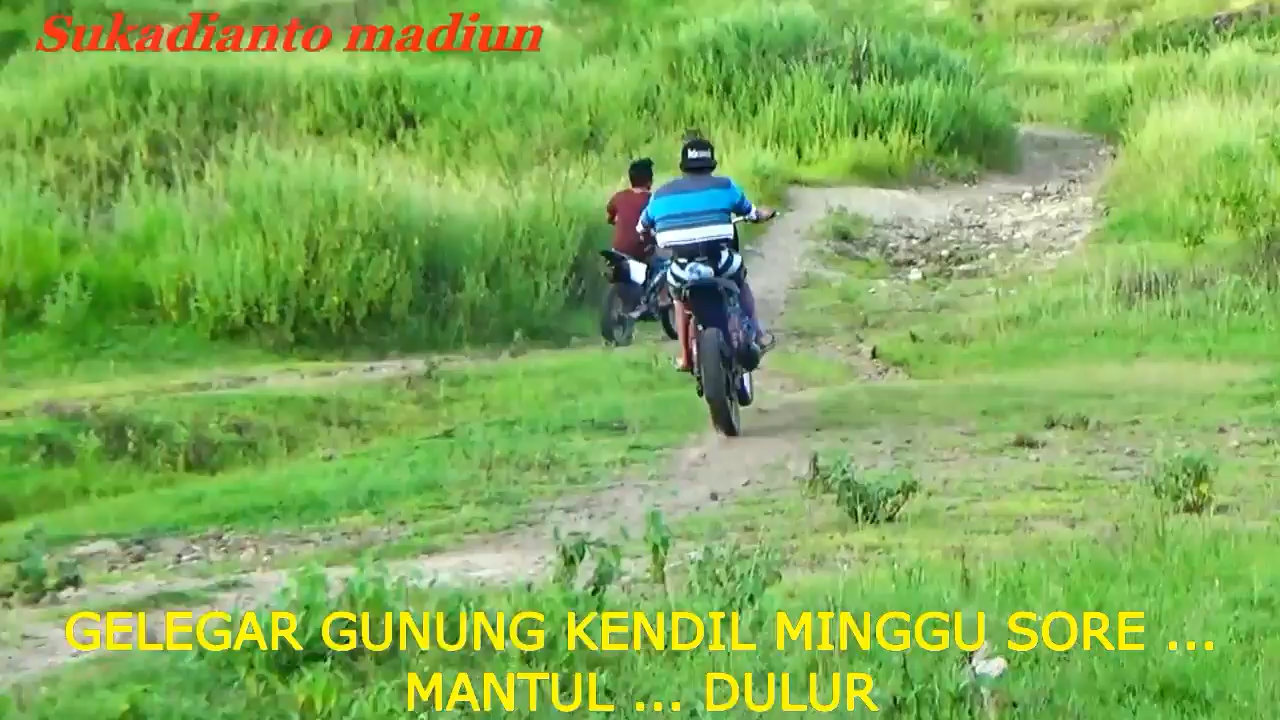 Sukadianto madiun
GELEGAR GUNUNG KENDIL MINGGU SORE ...
MANTUL ... DULUR